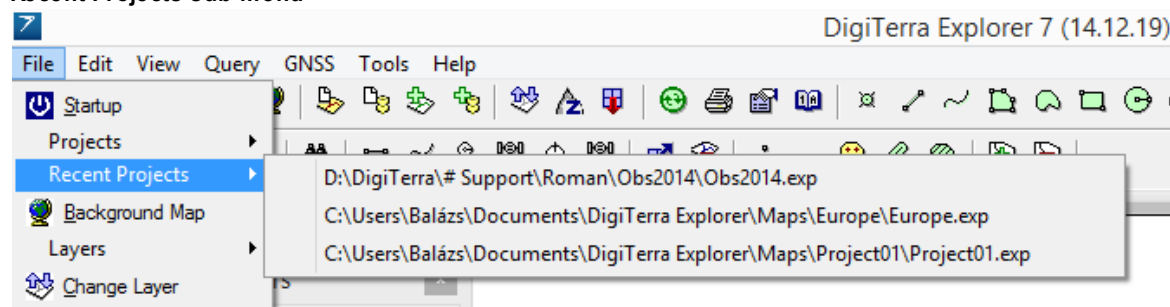 Recent Projects Sub-Menu
DigiTerra Explorer 7 (14.12.19)
File Edit View Query GNSS Tools Help
Startup
Projects
Recent Projects
D:\DigiTerra\# Support\Roman\Obs2014\Obs2014.exp
Background Map
C:\Users\Balázs\Documents\DigiTerra Explorer\Maps\Europe\Europe.exp
Layers
C:\Users\Balázs\Documents\DigiTerra Explorer\Maps\Project01\Project01.exp
Change Layer